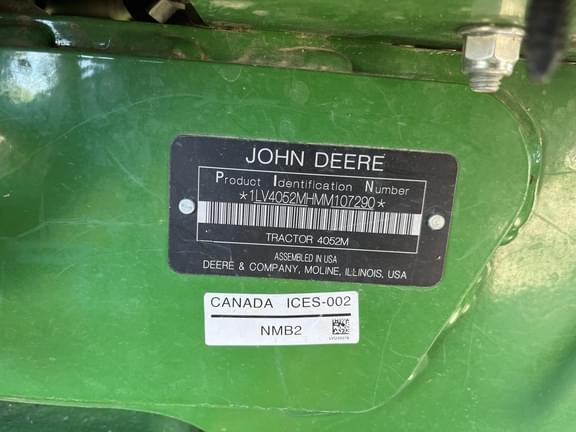 JOHN DEERE
Product Identification Number
*1LV4052MHMM107290*
TRACTOR 4052M
ASSEMBLED IN USA
DEERE & COMPANY, MOLINE, ILLINOIS, USA
CANADA ICES-002
NMB2